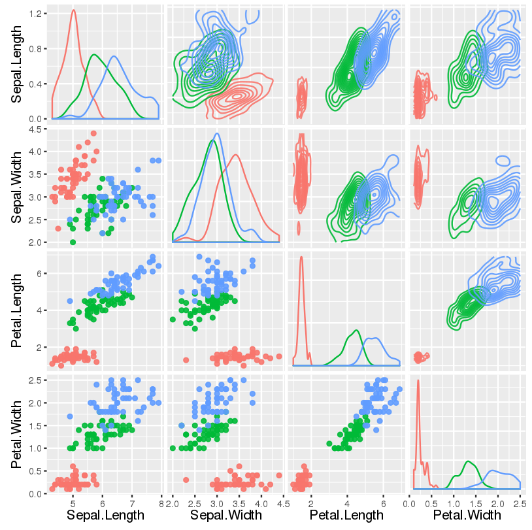 Sepal.Length
1.2
0.8
0.4
0.0
Sepal.Width
4.5
4.0
3.5
3.0
2.5
2.0
Petal.Length
6
4
2
Petal.Width
2.5
2.0
1.5
1.0
0.5
0.0
5 6 7 8
2.0 2.5 3.0 3.5 4.0 4.5
2 4 6
0.0 0.5 1.0 1.5 2.0 2.5
Sepal.Length Sepal.Width Petal.Length Petal.Width